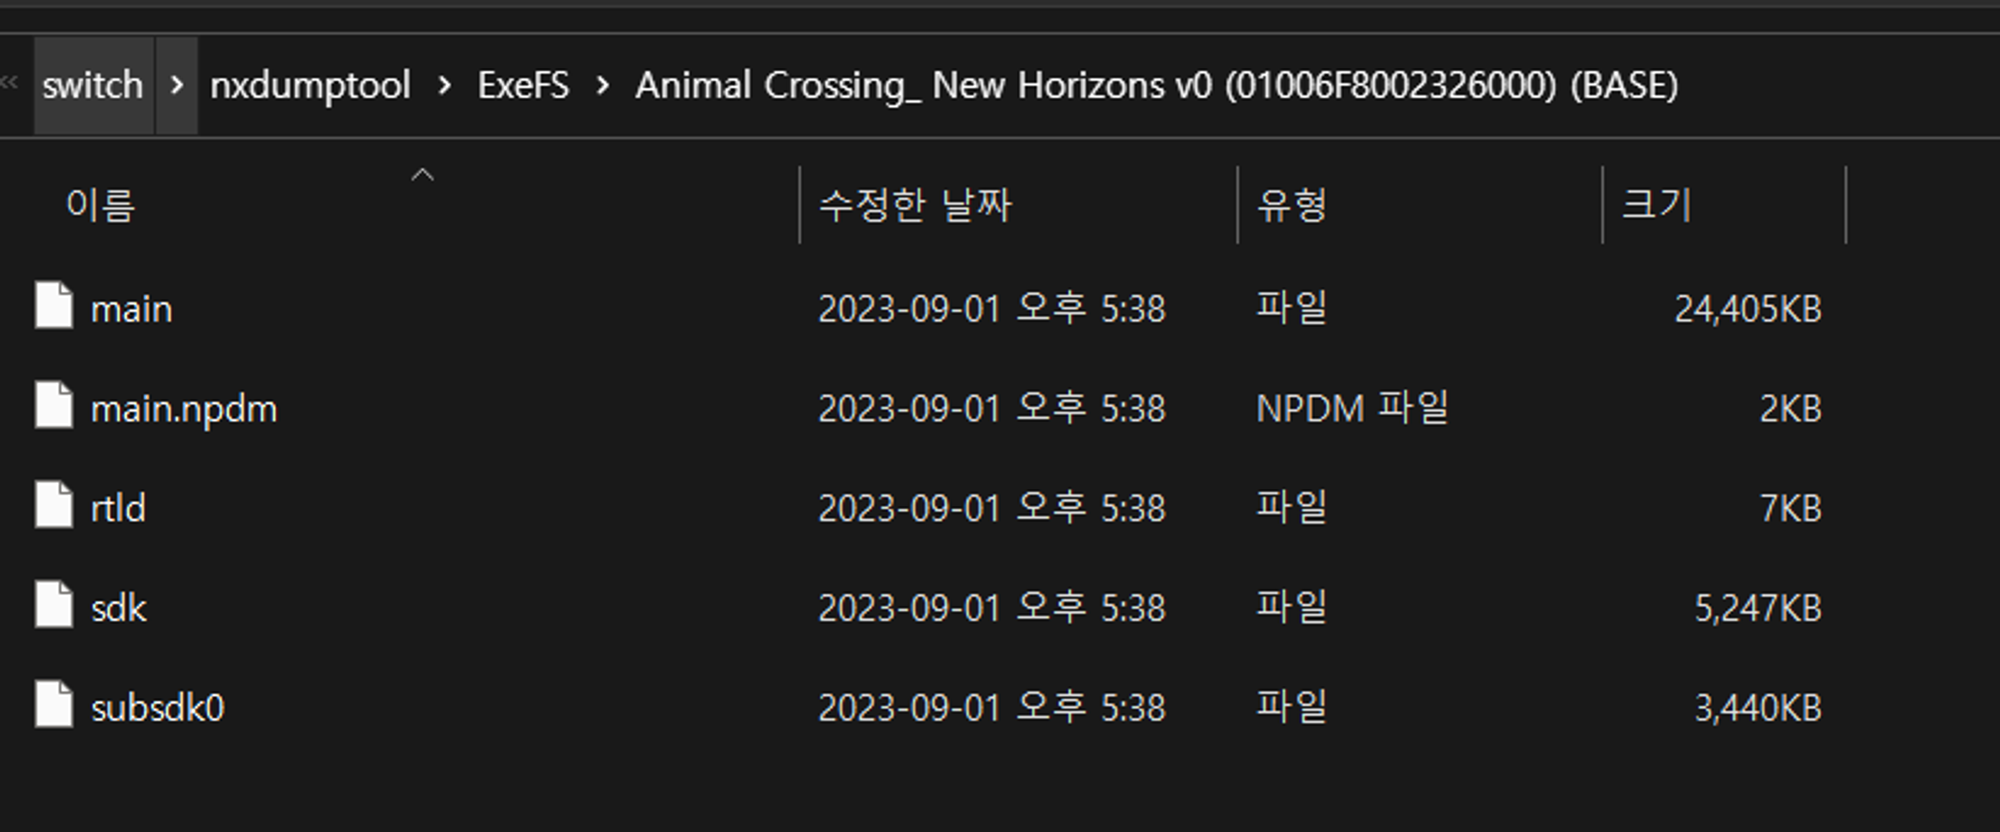 « switch › nxdumptool › ExeFS › Animal Crossing_ New Horizons v0 (01006F8002326000) (BASE)
이름 수정한 날짜 유형 크기
main 2023-09-01 오후 5:38 파일 24,405KB
main.npdm 2023-09-01 오후 5:38 NPDM 파일 2KB
rtld 2023-09-01 오후 5:38 파일 7KB
sdk 2023-09-01 오후 5:38 파일 5,247KB
subsdk0 2023-09-01 오후 5:38 파일 3,440KB